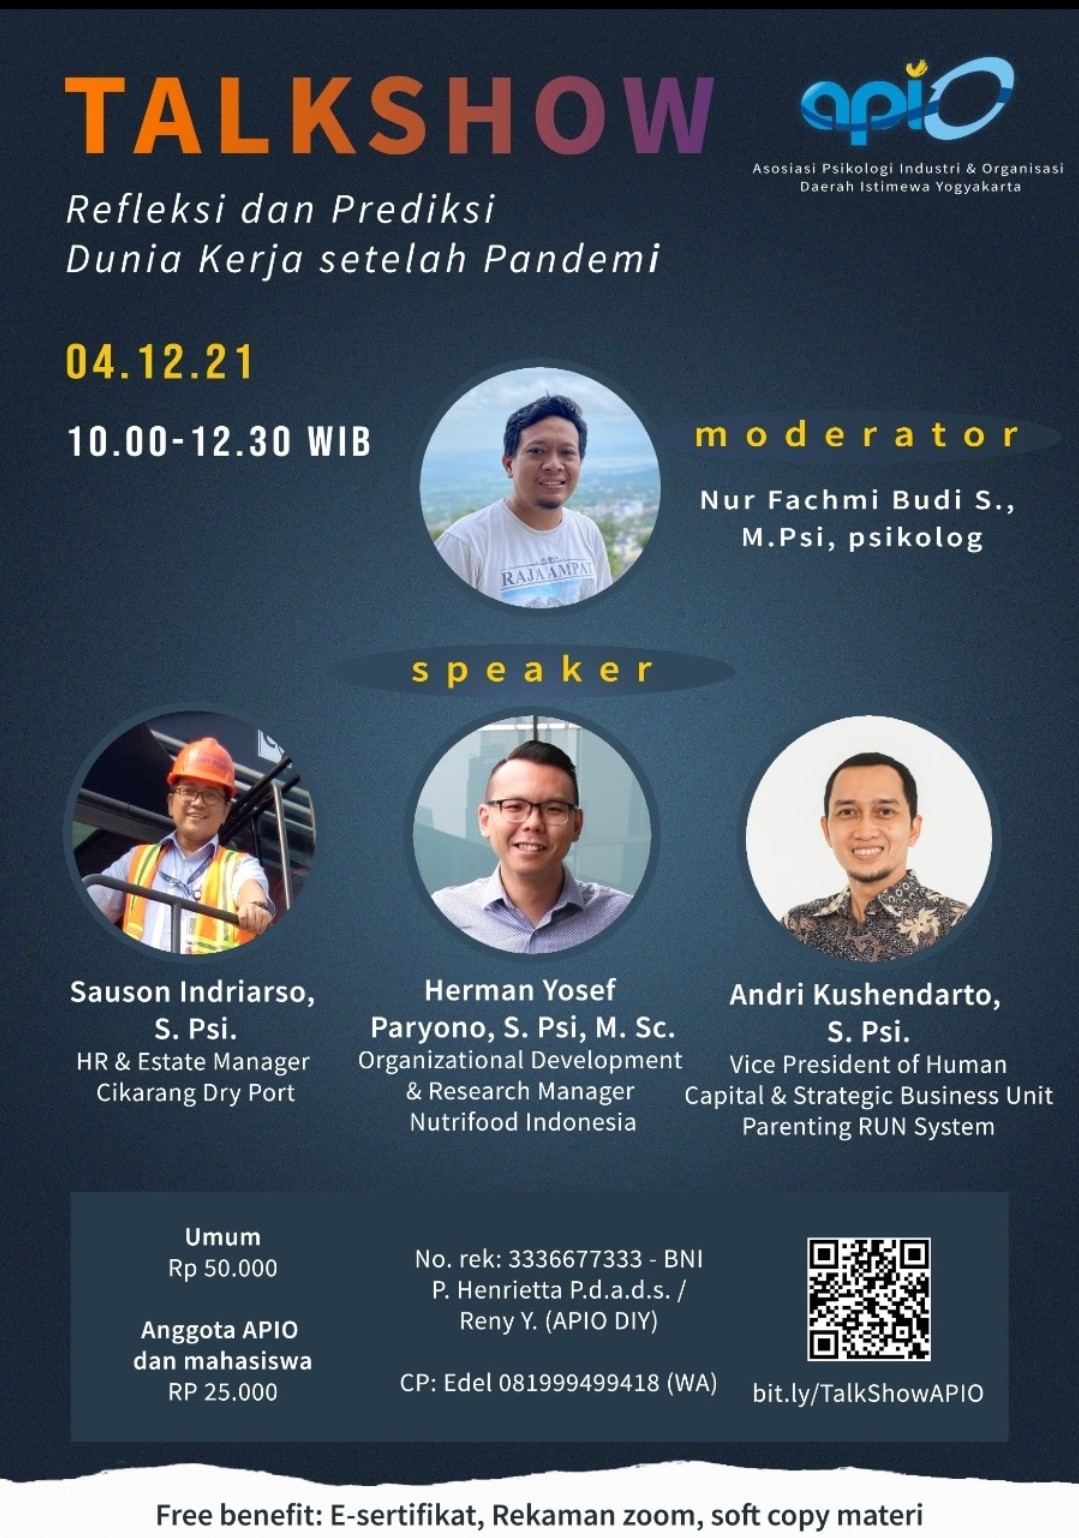 TALKSHOW
apiO
Asosiasi Psikologi Industri & Organisasi
Daerah Istimewa Yogyakarta
Refleksi dan Prediksi
Dunia Kerja setelah Pandemi
04.12.21
10.00-12.30 WIB
RAJA AMPAT
moderator
Nur Fachmi Budi S.,
M.Psi, psikolog
speaker
Sauson Indriarso,
S. Psi.
HR & Estate Manager
Cikarang Dry Port
Herman Yosef
Paryono, S. Psi, M. Sc.
Organizational Development
& Research Manager
Nutrifood Indonesia
Andri Kushendarto,
S. Psi.
Vice President of Human
Capital & Strategic Business Unit
Parenting RUN System
Umum
Rp 50.000
Anggota APIO
dan mahasiswa
RP 25.000
No. rek: 3336677333 - BNI
P. Henrietta P.d.a.d.s. /
Reny Y. (APIO DIY)
CP: Edel 081999499418 (WA)
bit.ly/TalkShowAPIO
Free benefit: E-sertifikat, Rekaman zoom, soft copy materi